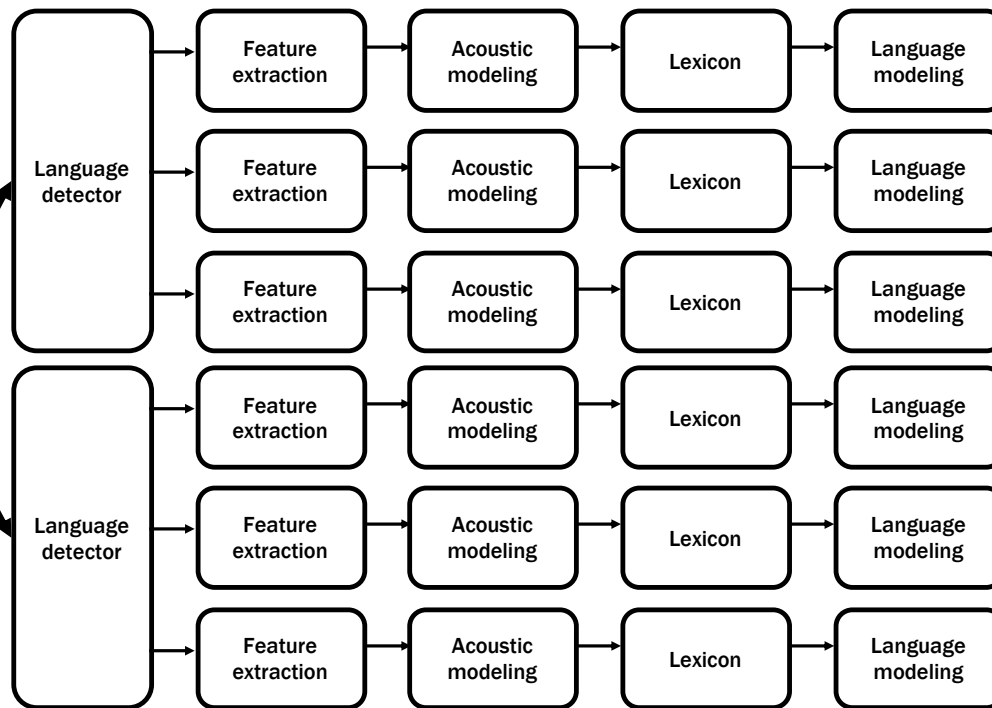 Language
detector
Feature
extraction
Acoustic
modeling
Lexicon
Language
modeling
Feature
extraction
Acoustic
modeling
Lexicon
Language
modeling
Feature
extraction
Acoustic
modeling
Lexicon
Language
modeling
Language
detector
Feature
extraction
Acoustic
modeling
Lexicon
Language
modeling
Feature
extraction
Acoustic
modeling
Lexicon
Language
modeling
Feature
extraction
Acoustic
modeling
Lexicon
Language
modeling